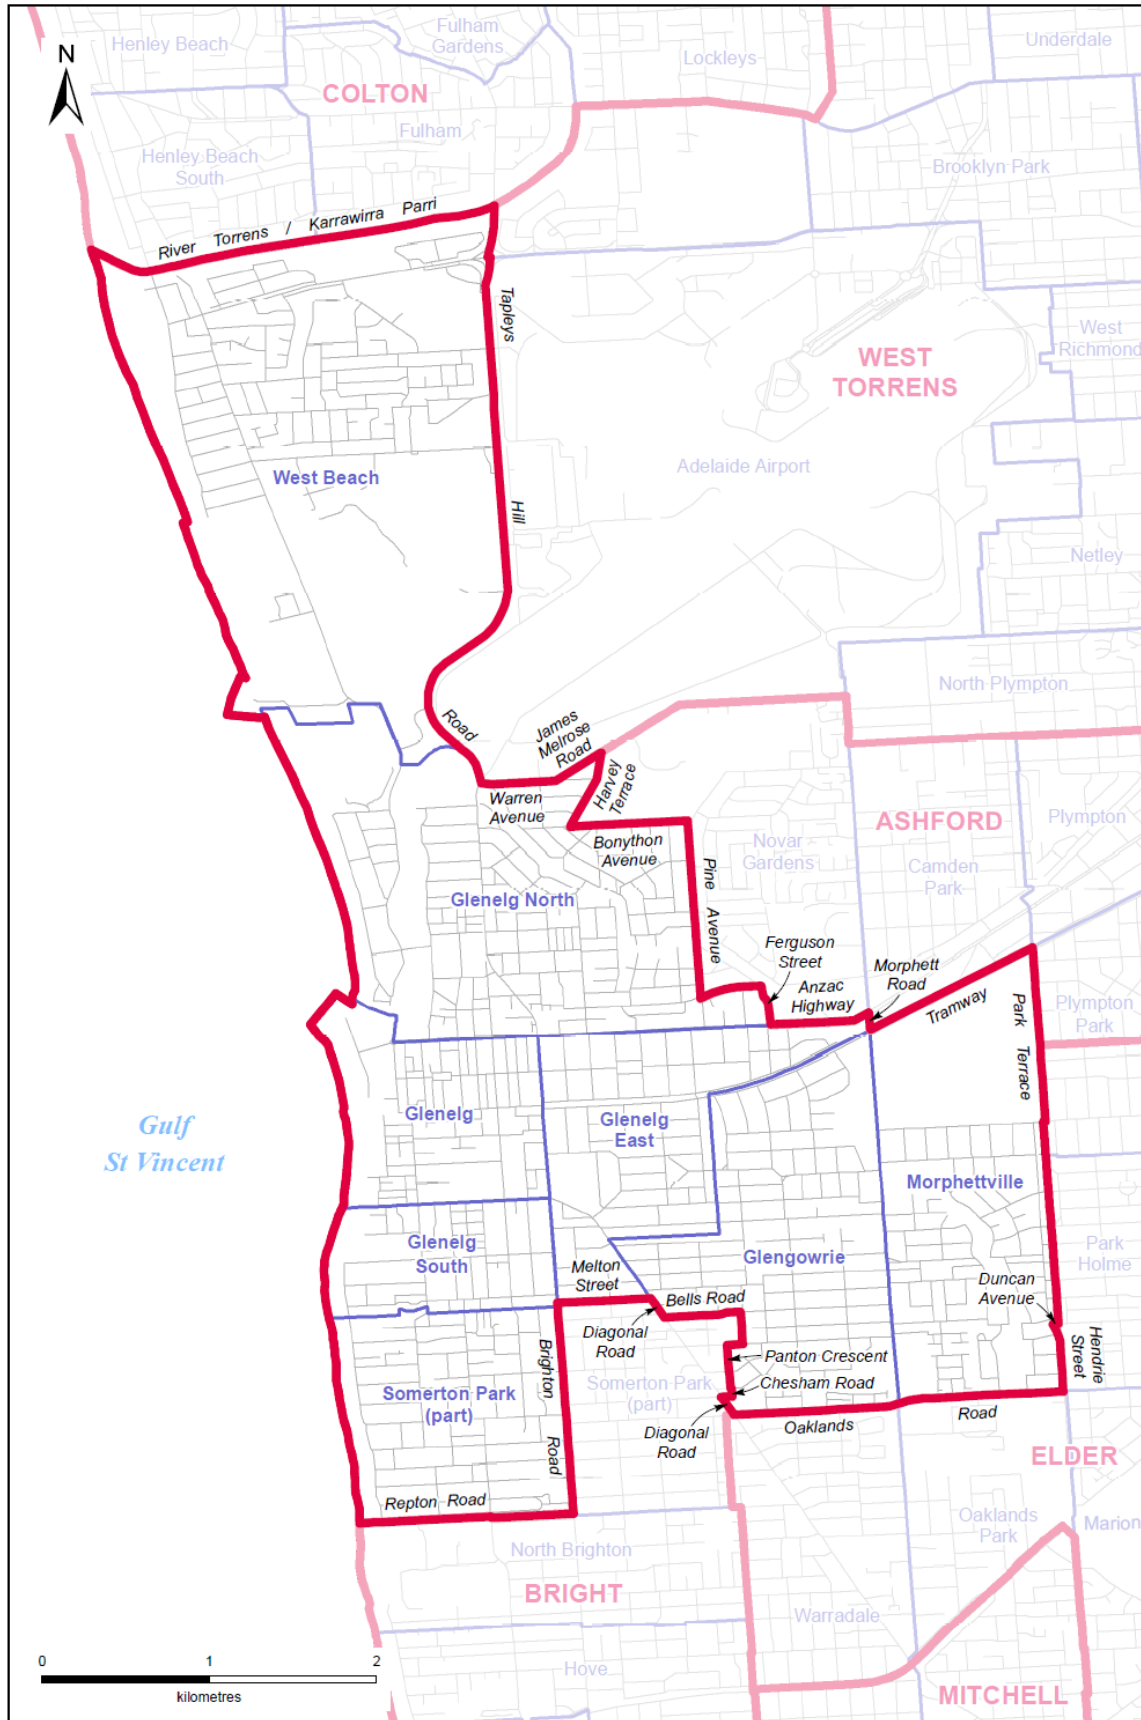 Henley Beach
Fulham
Gardens
Underdale
Lockleys
N
COLTON
Fulham
Henley Beach
South
Brooklyn Park
River Torrens / Karrawirra Parri
Tapleys
West
Richmond
WEST
TORRENS
West Beach
Adelaide Airport
Hill
Netley
North Plympton
Road
James
Melrose
Road
Harvey
Terrace
Warren
Avenue
ASHFORD
Plympton
Bonython
Avenue
Novar
Gardens
Camden
Park
Pine Avenue
Glenelg North
Ferguson
Street
Morphett
Road
Anzac
Highway
Tramway
Park Terrace
Plympton
Park
Gulf
St Vincent
Glenelg
Glenelg
East
Morphettville
Glenelg
South
Glengowrie
Park
Holme
Melton
Street
Duncan
Avenue
Bells Road
Diagonal
Road
Hendrie
Street
Brighton
Panton Crescent
Somerton Park
(part)
Somerton Park
(part)
Chesham Road
Diagonal
Road
Oaklands
Road
Road
ELDER
Repton Road
Oaklands
Park
Marion
North Brighton
BRIGHT
Warradale
0
1
2
kilometres
Hove
MITCHELL